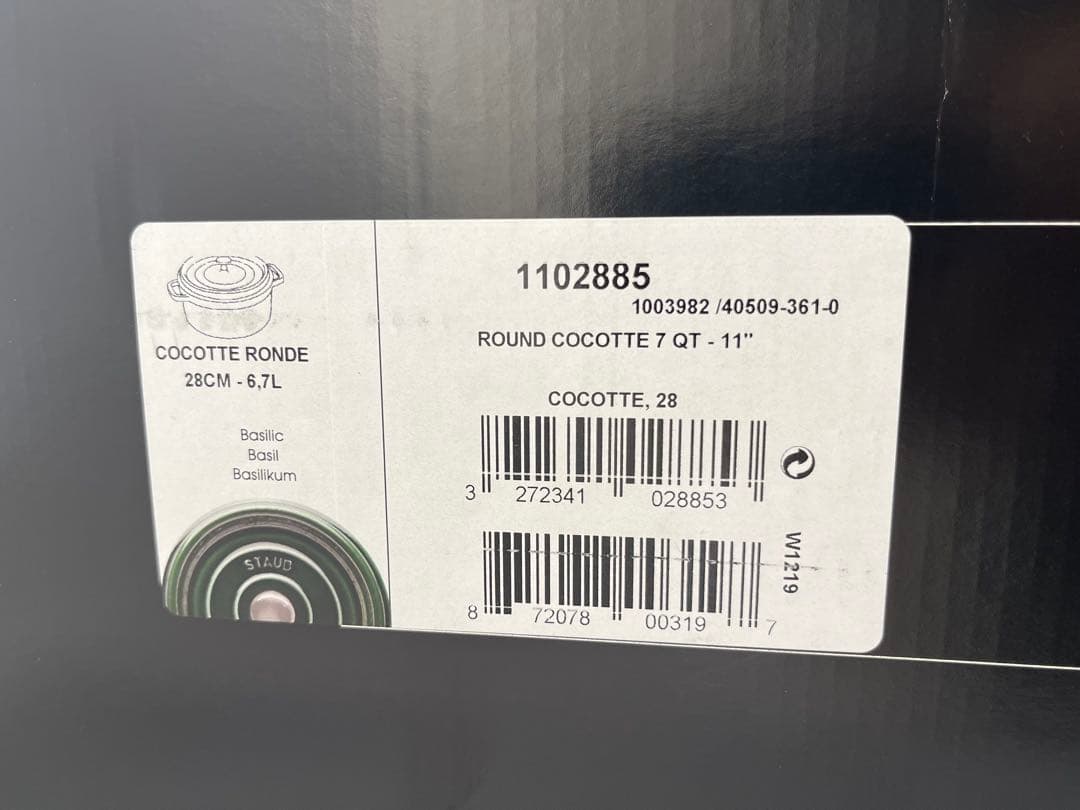 COCOTTE RONDE
28CM - 6,7L
Basilic
Basil
Basilikum
STAUB
1102885
1003982 /40509-361-0
ROUND COCOTTE 7 QT - 11"
COCOTTE, 28
3 272341 028853
8 72078 00319 7
W1219